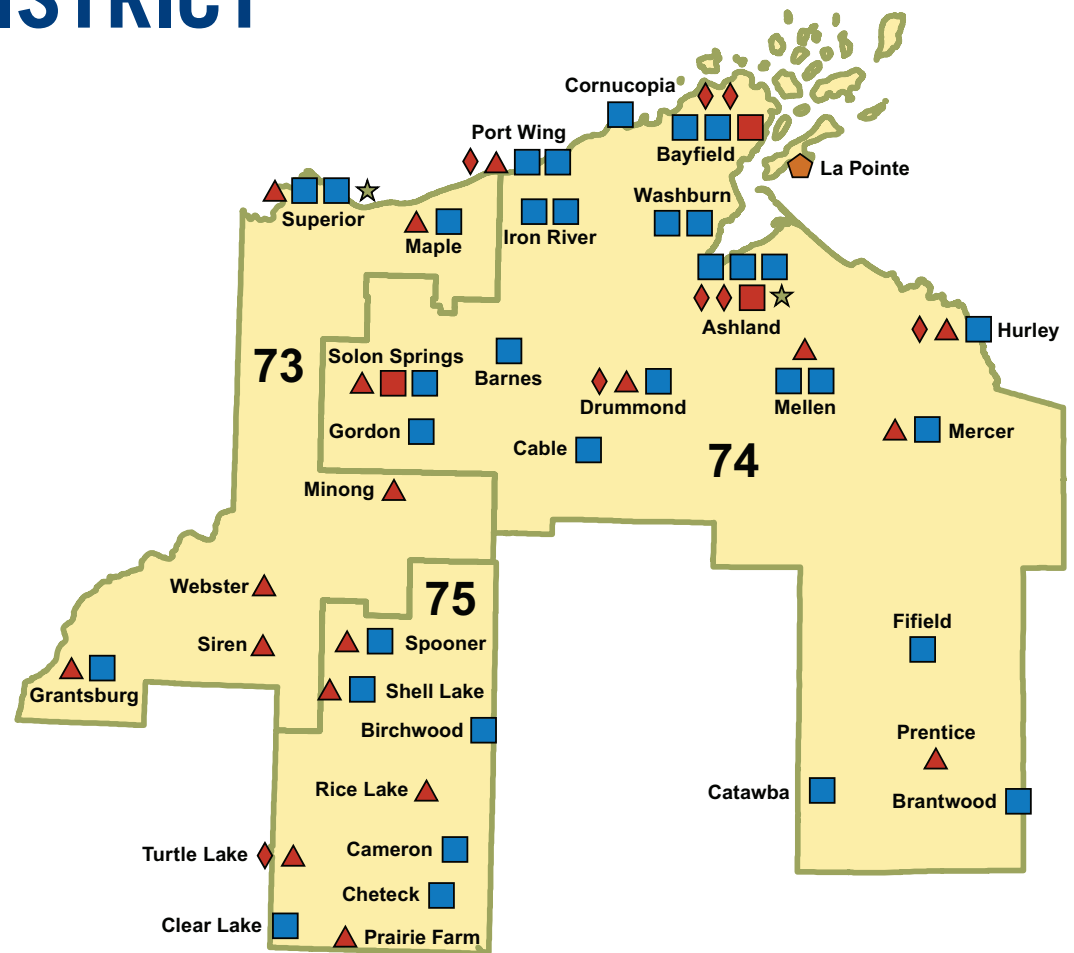 Cornucopia
Port Wing
Bayfield
La Pointe
Superior
Maple
Iron River
Washburn
Ashland
Hurley
73
Solon Springs
Barnes
Drummond
Mellen
Gordon
Cable
74
Mercer
Minong
Webster
75
Siren
Spooner
Fifield
Grantsburg
Shell Lake
Birchwood
Prentice
Rice Lake
Catawba
Brantwood
Turtle Lake
Cameron
Cheteck
Clear Lake
Prairie Farm